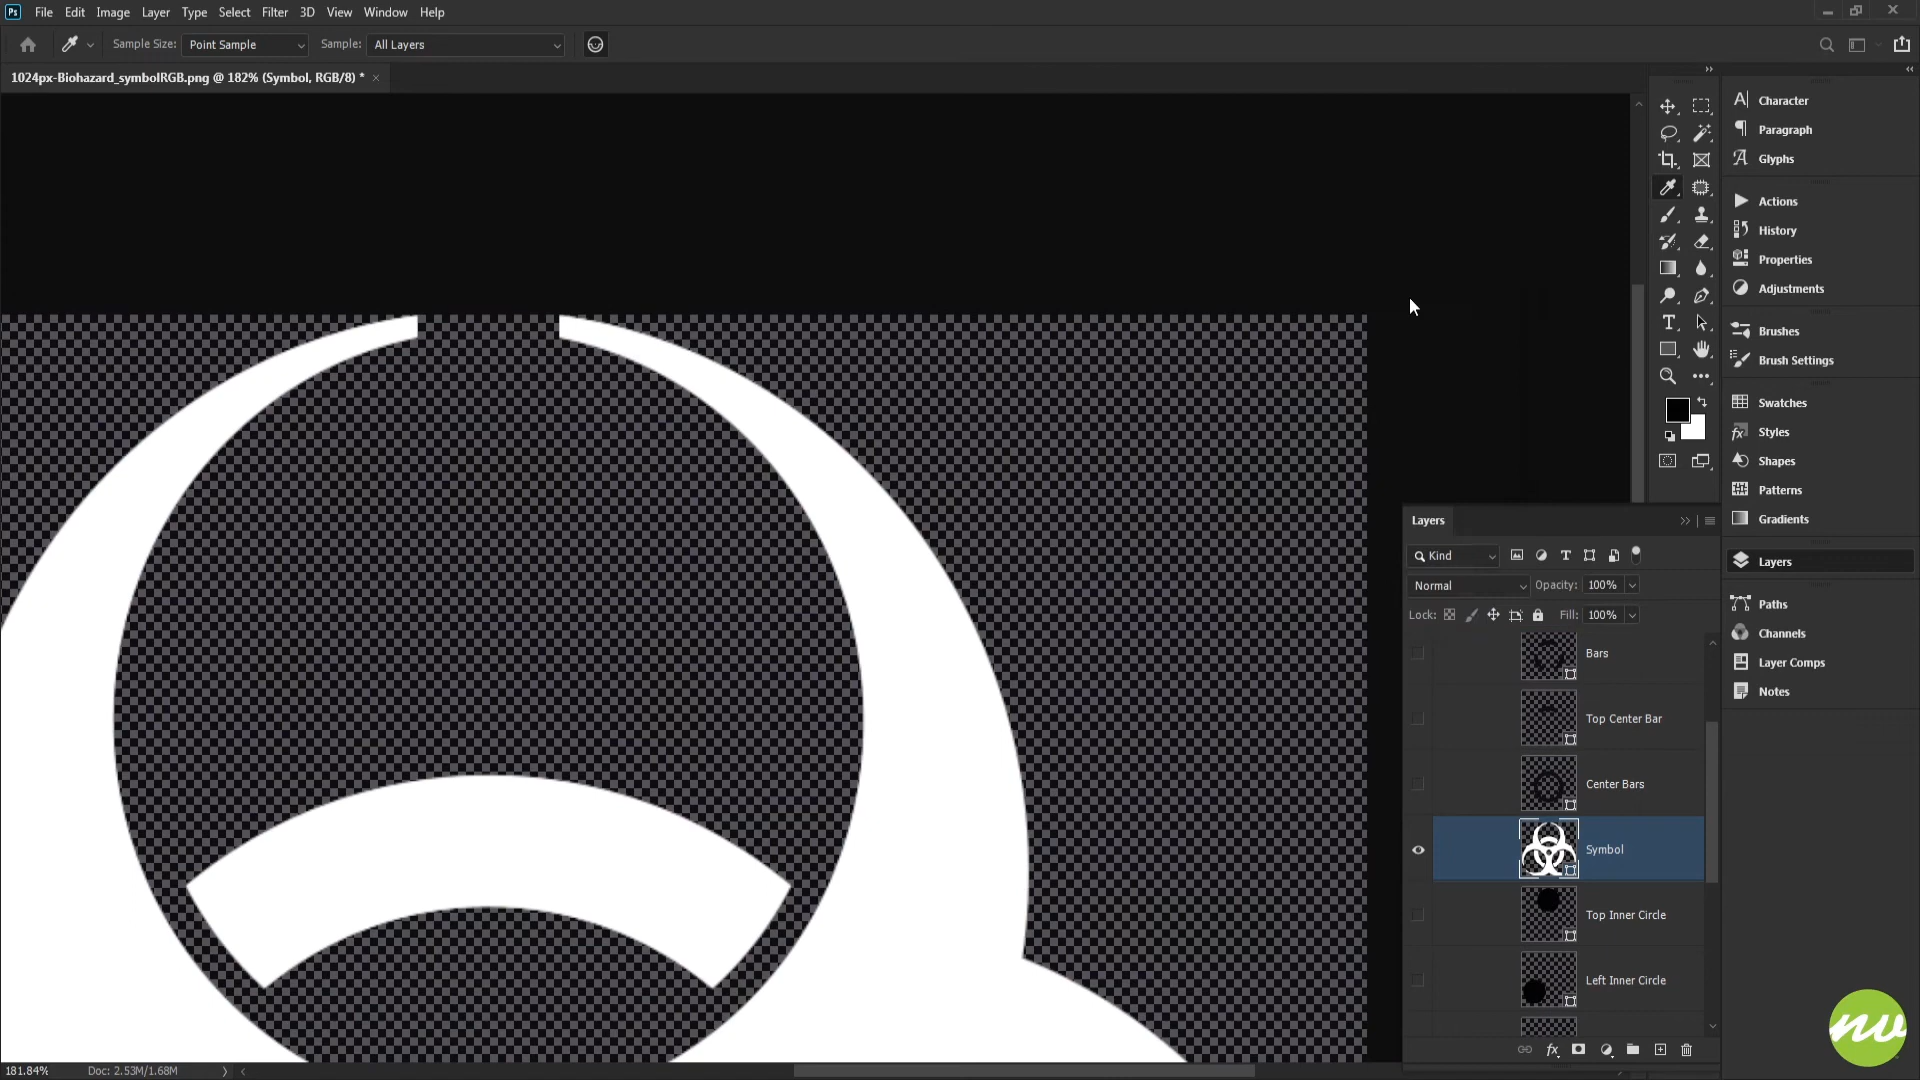 Ps File Edit Image Layer Type Select Filter 3D View Window Help
Sample Size: Point Sample Sample: All Layers
1024px-Biohazard_symbolRGB.png @ 182% (Symbol, RGB/8) *
Character
Paragraph
Glyphs
Actions
History
Properties
Adjustments
Brushes
Brush Settings
Swatches
Styles
Shapes
Patterns
Gradients
Layers
Paths
Channels
Layer Comps
Notes
Layers
Kind
Normal Opacity: 100%
Lock: Fill: 100%
Bars
Top Center Bar
Center Bars
Symbol
Top Inner Circle
Left Inner Circle
fx
181.84% Doc: 2.53M/1.68M
nv